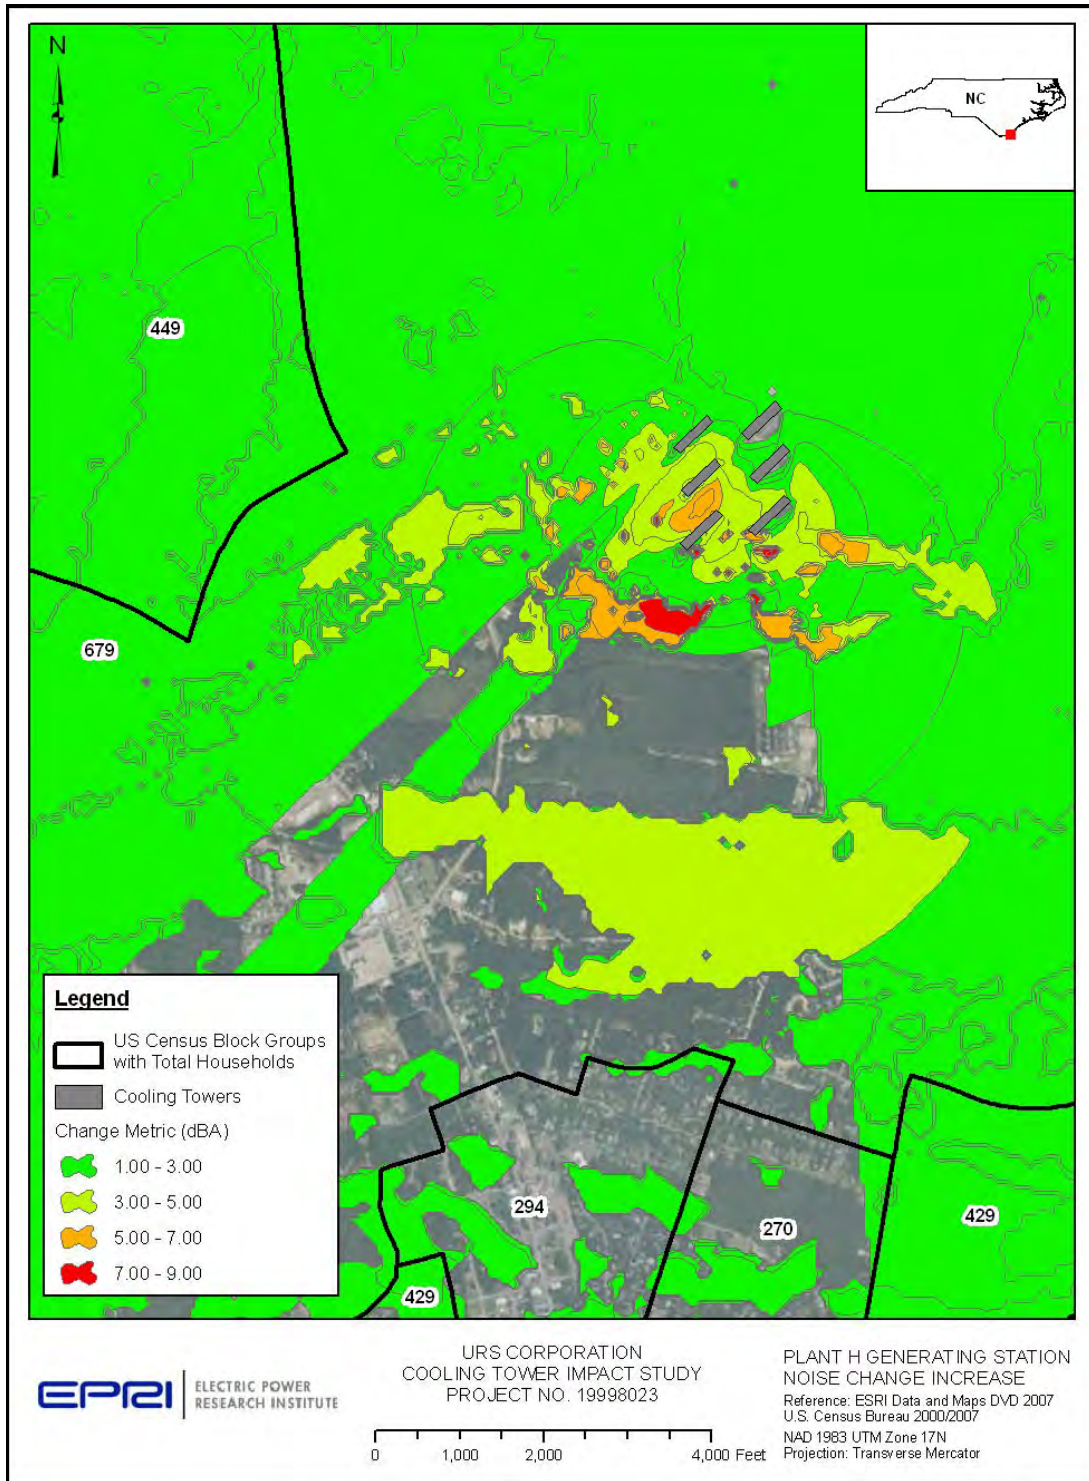 N
NC
449
679
294
270
429
429
Legend
US Census Block Groups
with Total Households
Cooling Towers
Change Metric (dBA)
1.00 - 3.00
3.00 - 5.00
5.00 - 7.00
7.00 - 9.00
EPRI
ELECTRIC POWER
RESEARCH INSTITUTE
URS CORPORATION
COOLING TOWER IMPACT STUDY
PROJECT NO. 19998023
0 1,000 2,000 4,000 Feet
PLANT H GENERATING STATION
NOISE CHANGE INCREASE
Reference: ESRI Data and Maps DVD 2007
U.S. Census Bureau 2000/2007
NAD 1983 UTM Zone 17N
Projection: Transverse Mercator